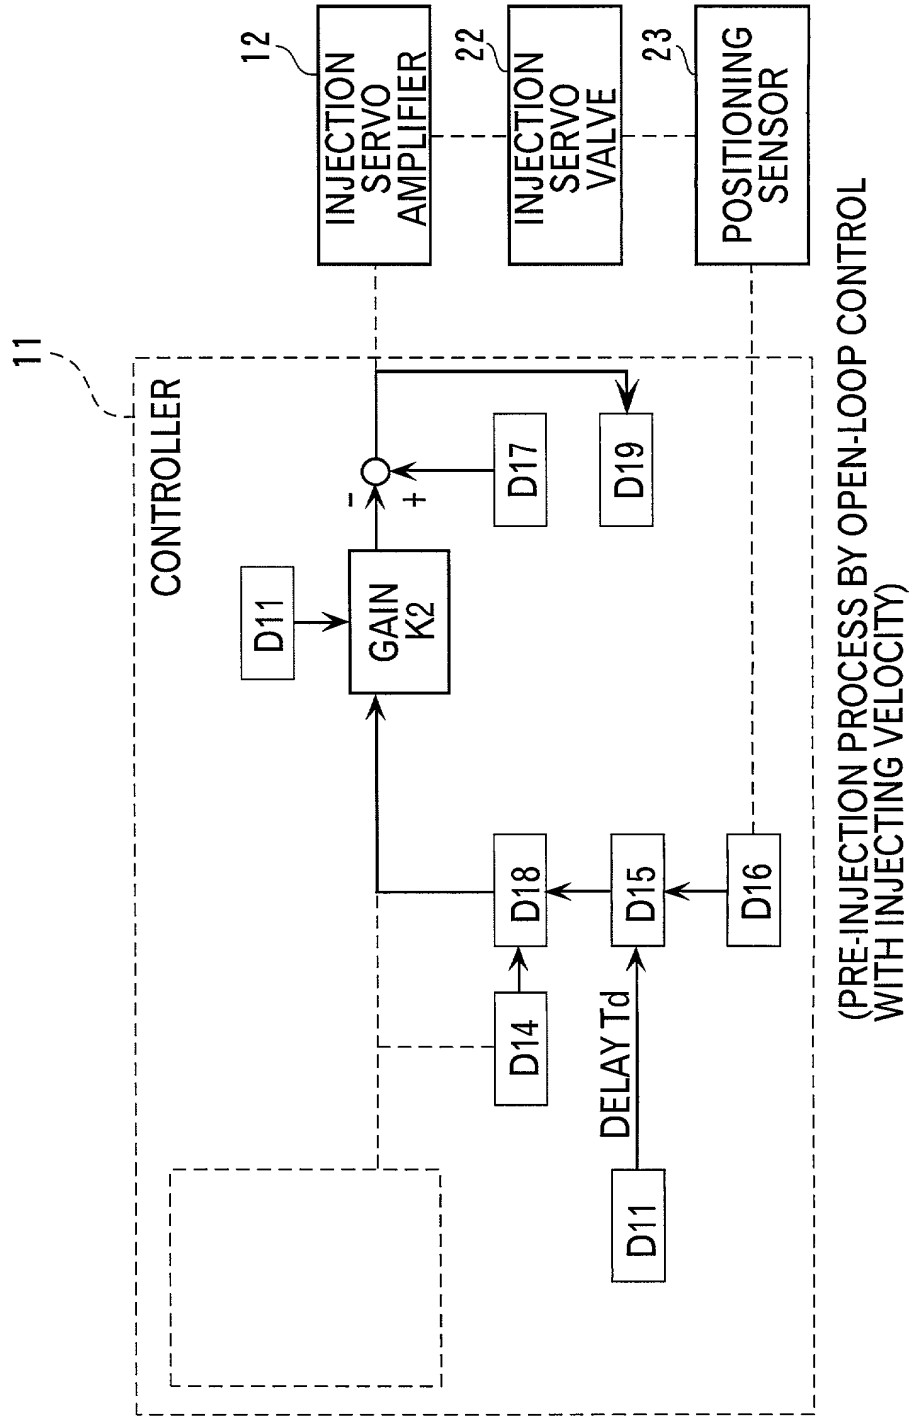 11
CONTROLLER
12
INJECTION
SERVO
AMPLIFIER
22
INJECTION
SERVO
VALVE
23
POSITIONING
SENSOR
D11
GAIN
K2
-
+
D17
D19
D14
D18
D11
DELAY Td
D15
D16
(PRE-INJECTION PROCESS BY OPEN-LOOP CONTROL
WITH INJECTING VELOCITY)